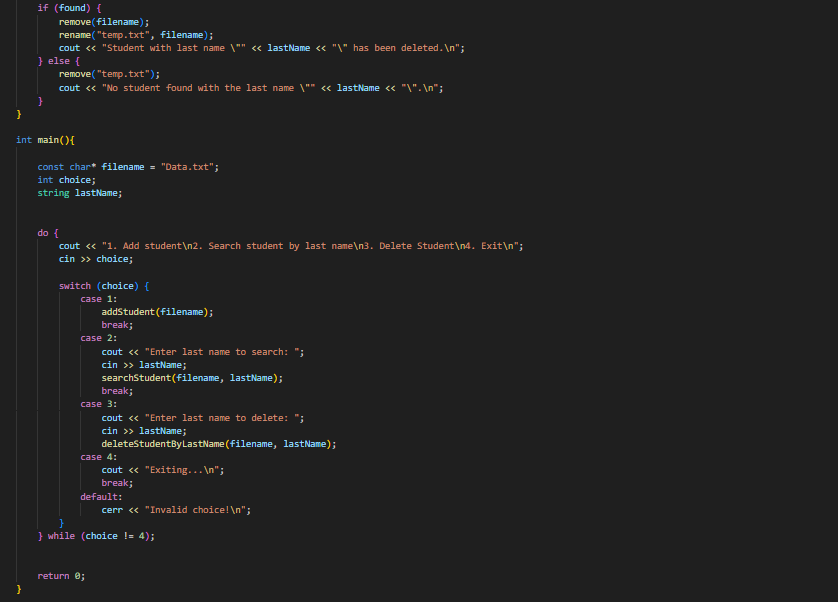 if (found) {
remove(filename);
rename("temp.txt", filename);
cout << "Student with last name \"" << lastName << "\" has been deleted.\n";
} else {
remove("temp.txt");
cout << "No student found with the last name \"" << lastName << "\".\n";
}
}
int main(){
const char* filename = "Data.txt";
int choice;
string lastName;
do {
cout << "1. Add student\n2. Search student by last name\n3. Delete Student\n4. Exit\n";
cin >> choice;
switch (choice) {
case 1:
addStudent(filename);
break;
case 2:
cout << "Enter last name to search: ";
cin >> lastName;
searchStudent(filename, lastName);
break;
case 3:
cout << "Enter last name to delete: ";
cin >> lastName;
deleteStudentByLastName(filename, lastName);
case 4:
cout << "Exiting...\n";
break;
default:
cerr << "Invalid choice!\n";
}
} while (choice != 4);
return 0;
}